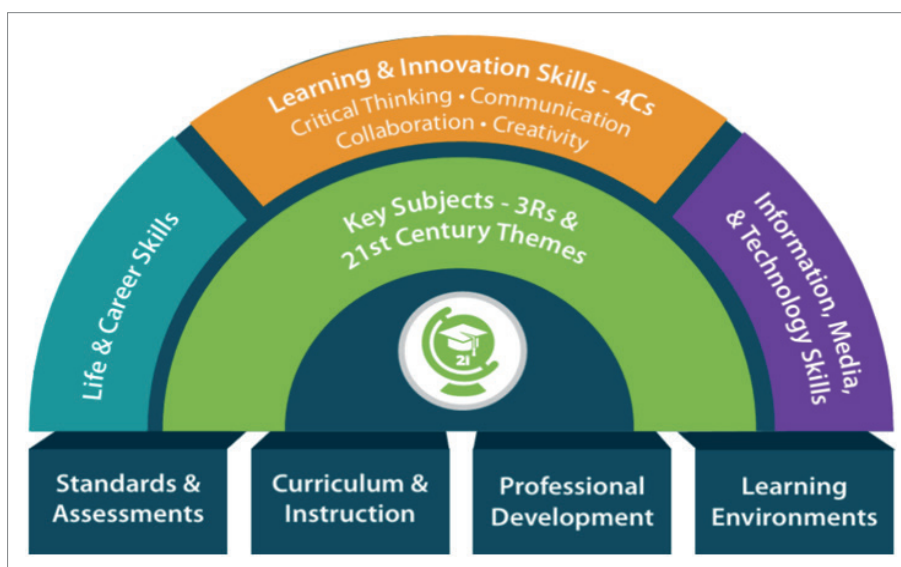 Learning & Innovation Skills - 4Cs
Critical Thinking • Communication
Collaboration • Creativity
Life & Career Skills
Key Subjects - 3Rs &
21st Century Themes
Information, Media,
& Technology Skills
21
Standards &
Assessments
Curriculum &
Instruction
Professional
Development
Learning
Environments